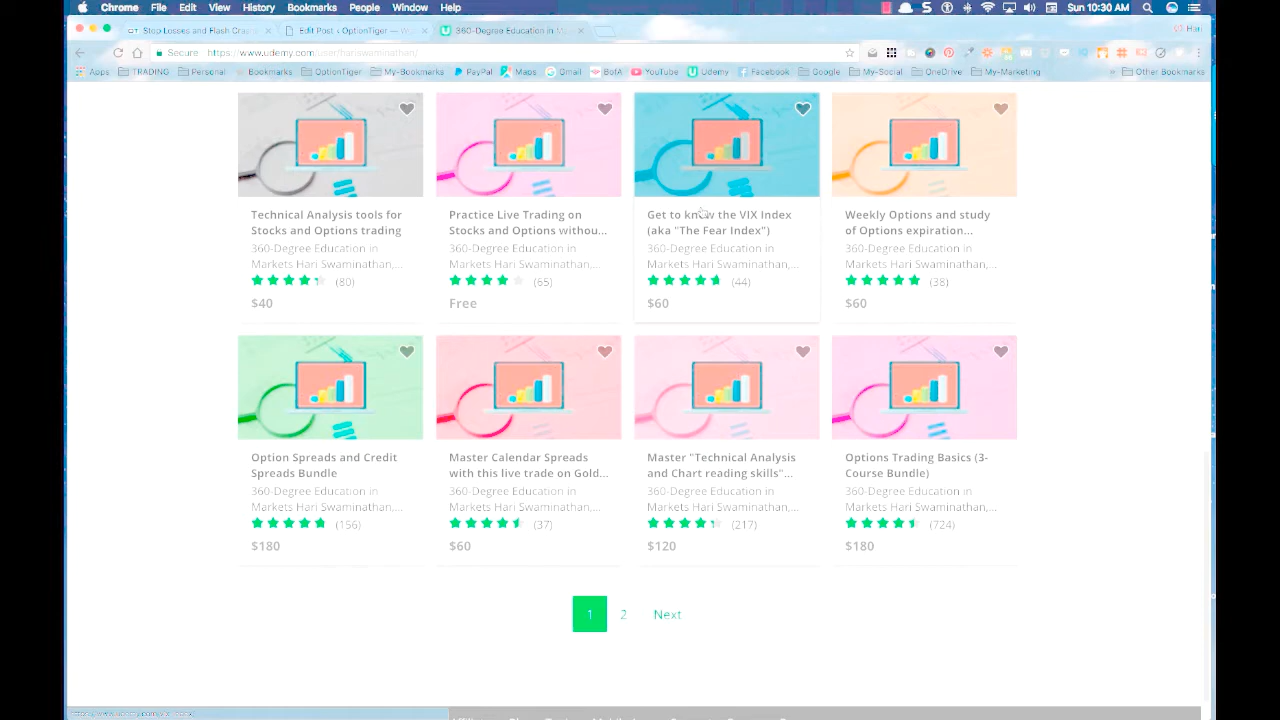 Chrome File Edit View History Bookmarks People Window Help Sun 10:30 AM
Stop Losses and Flash Cras Edit Post ‹ OptionTiger — W 360-Degree Education in M Hari
Secure https://www.udemy.com/user/hariswaminathan/
Apps TRADING Personal Bookmarks OptionTiger My-Bookmarks PayPal Maps Gmail BofA YouTube Udemy Facebook Google My-Social OneDrive My-Marketing » Other Bookmarks
Technical Analysis tools for
Stocks and Options trading
360-Degree Education in
Markets Hari Swaminathan,...
(80)
$40
Practice Live Trading on
Stocks and Options withou...
360-Degree Education in
Markets Hari Swaminathan,...
(65)
Free
Get to know the VIX Index
(aka "The Fear Index")
360-Degree Education in
Markets Hari Swaminathan,...
(44)
$60
Weekly Options and study
of Options expiration...
360-Degree Education in
Markets Hari Swaminathan,...
(38)
$60
Option Spreads and Credit
Spreads Bundle
360-Degree Education in
Markets Hari Swaminathan,...
(156)
$180
Master Calendar Spreads
with this live trade on Gold...
360-Degree Education in
Markets Hari Swaminathan,...
(37)
$60
Master "Technical Analysis
and Chart reading skills"...
360-Degree Education in
Markets Hari Swaminathan,...
(217)
$120
Options Trading Basics (3-
Course Bundle)
360-Degree Education in
Markets Hari Swaminathan,...
(724)
$180
1 2 Next